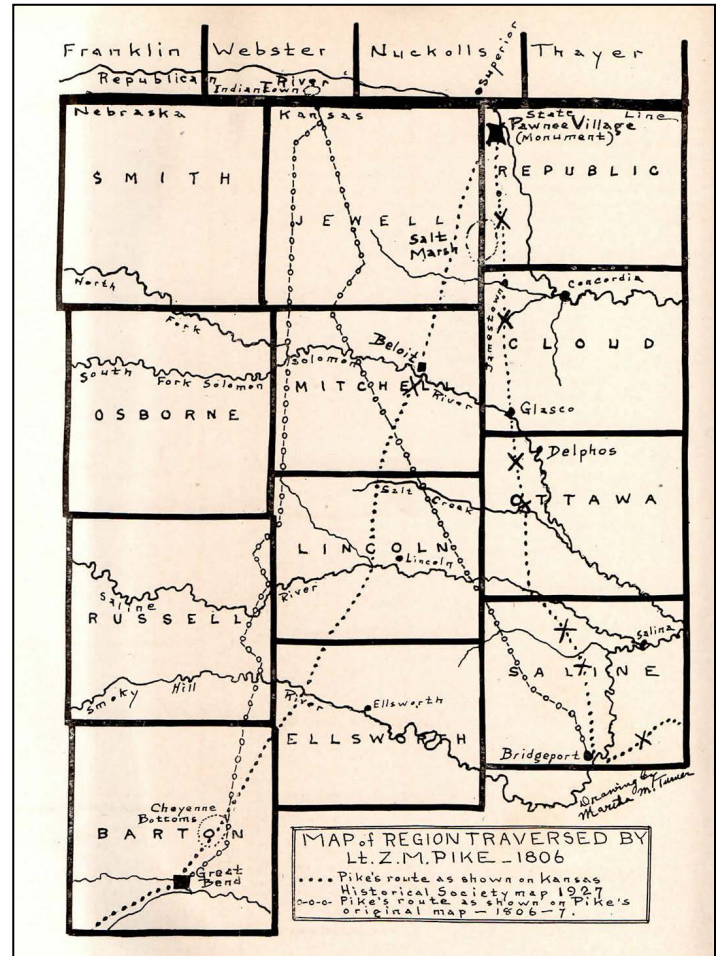 Franklin Webster Nuckolls Thayer
Republican River
Indian Town
Superior
Nebraska Kansas State Line
Pawnee Village
(Monument)
SMITH
JEWELL
REPUBLIC
Salt
Marsh
North
Fork
Concordia
CLOUD
Beloit
Solomon
South Fork Solomon
MITCHELL
River
OSBORNE
Glasco
Delphos
OTTAWA
Salt Creek
LINCOLN
Lincoln
Saline
River
RUSSELL
Salina
SALINE
Smoky Hill River
Ellsworth
ELLSWORTH
Bridgeport
Drawing by
Cheyenne
Bottoms
BARTON
Great
Bend
MAP of REGION TRAVERSED BY
Lt. Z.M. PIKE - 1806
.... Pike's route as shown on Kansas
Historical Society map 1927
o-o-o- Pike's route as shown on Pike's
original map - 1806-7.